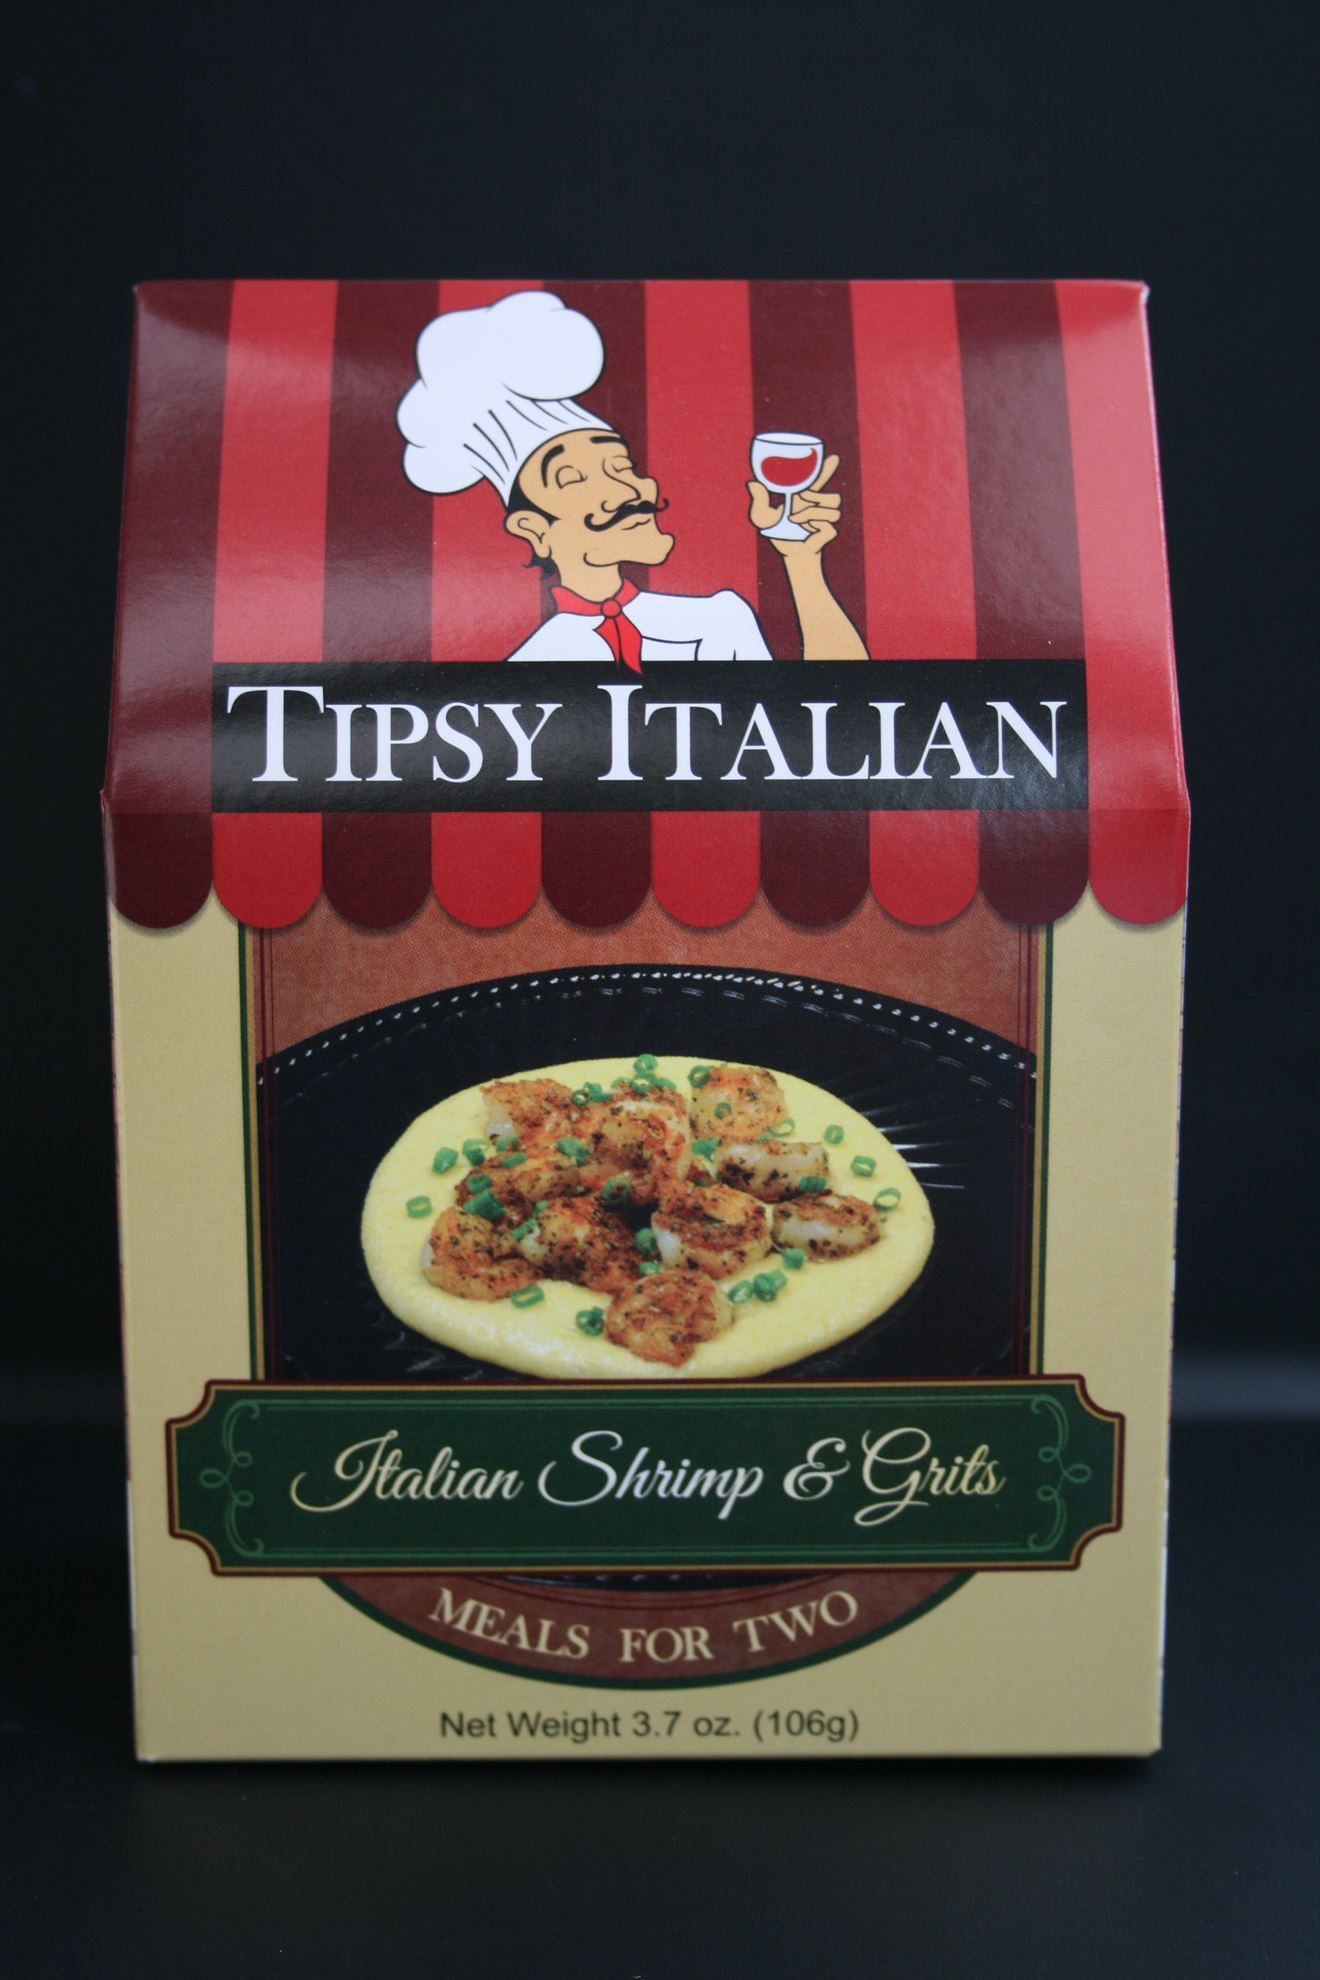 TIPSY ITALIAN
Italian Shrimp & Grits
MEALS FOR TWO
Net Weight 3.7 oz. (106g)